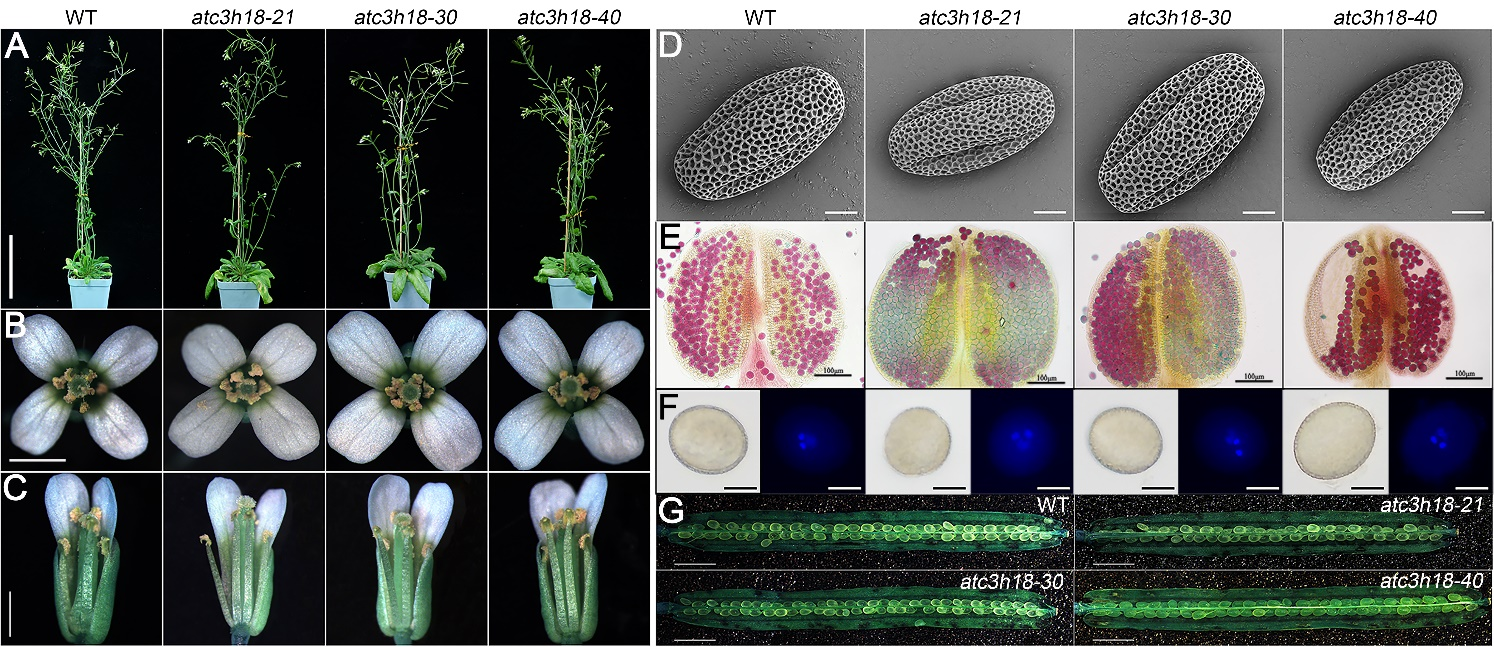 WT atc3h18-21 atc3h18-30 atc3h18-40 WT atc3h18-21 atc3h18-30 atc3h18-40
A
D
E
100μm 100μm 100μm 100μm
B
F
C
G WT atc3h18-21
atc3h18-30 atc3h18-40